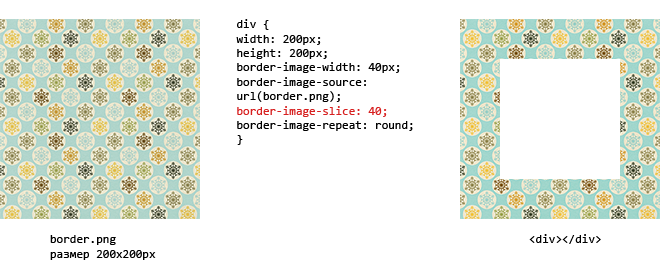 div {
width: 200px;
height: 200px;
border-image-width: 40px;
border-image-source:
url(border.png);
border-image-slice: 40;
border-image-repeat: round;
}
border.png
размер 200x200px
<div></div>